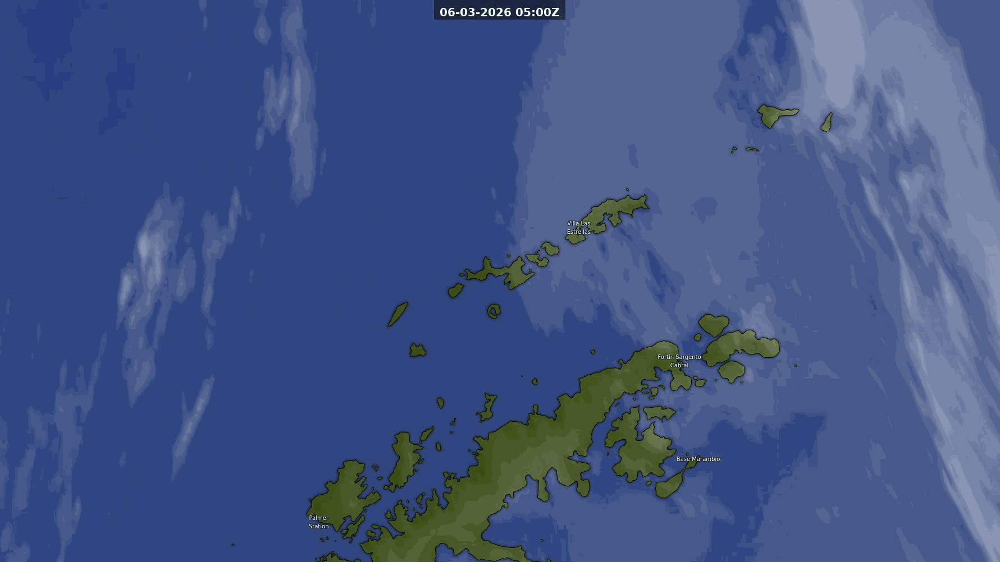 06-03-2026 05:00Z
Villa Las
Estrellas
Fortin Sargento
Cabral
Base Marambio
Palmer
Station